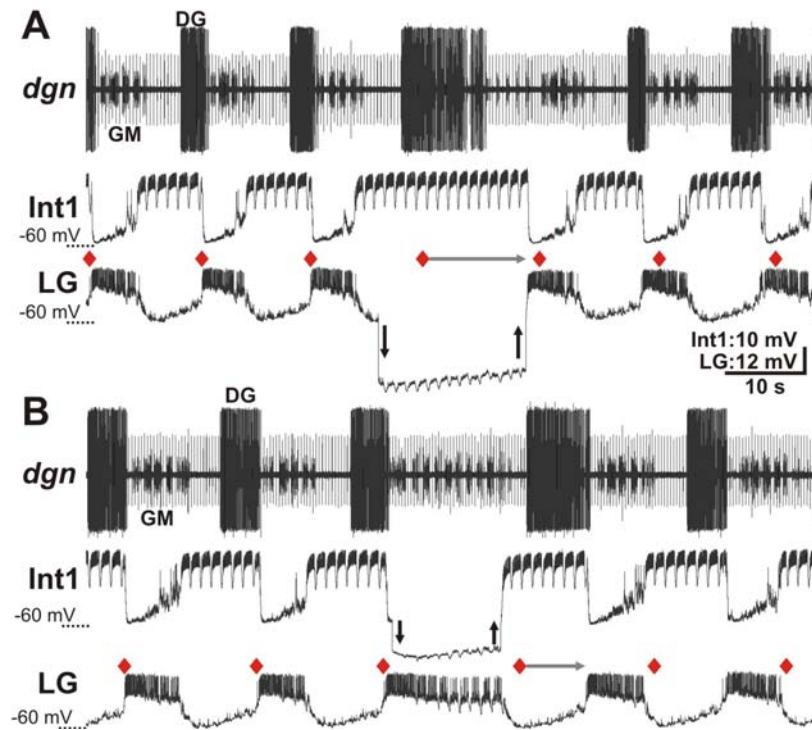 A
DG
dgn
GM
Int1
-60 mV
LG
-60 mV
Int1:10 mV
LG:12 mV
10 s
B
DG
dgn
GM
Int1
-60 mV
LG
-60 mV